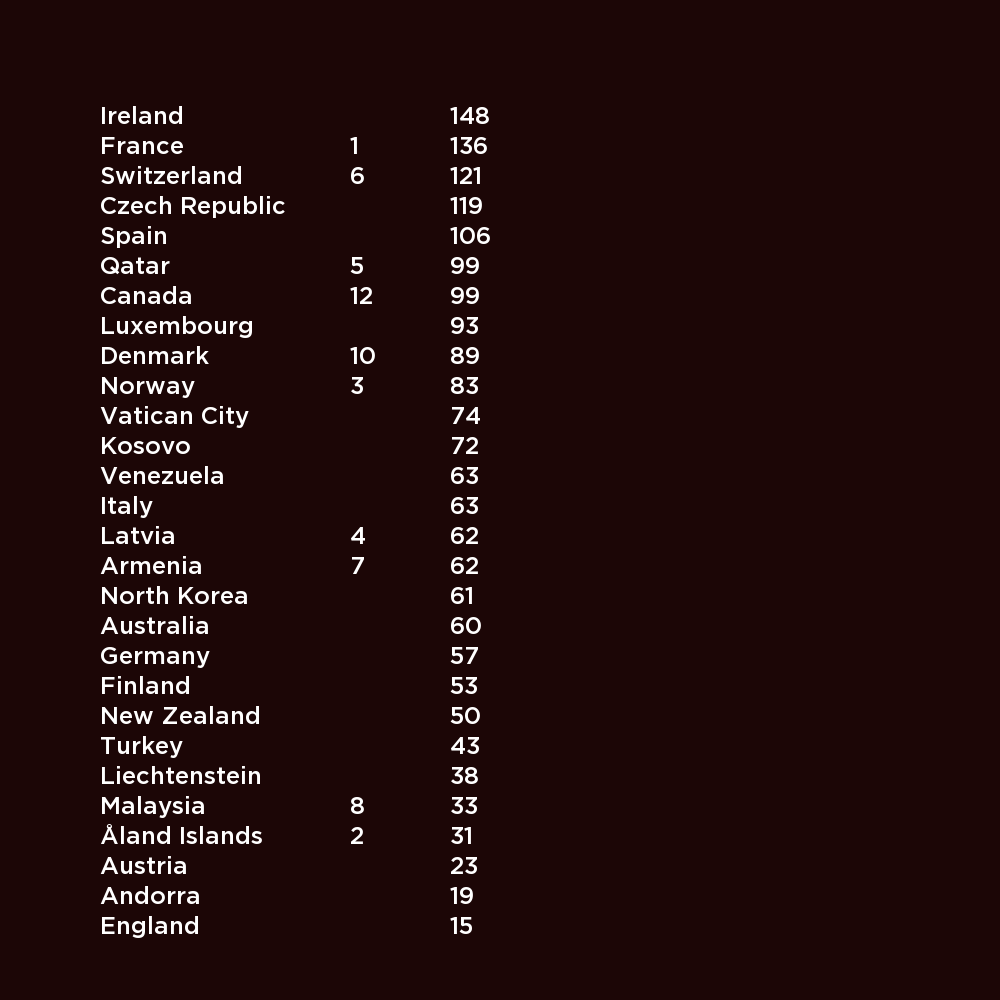 Ireland 148
France 1 136
Switzerland 6 121
Czech Republic 119
Spain 106
Qatar 5 99
Canada 12 99
Luxembourg 93
Denmark 10 89
Norway 3 83
Vatican City 74
Kosovo 72
Venezuela 63
Italy 63
Latvia 4 62
Armenia 7 62
North Korea 61
Australia 60
Germany 57
Finland 53
New Zealand 50
Turkey 43
Liechtenstein 38
Malaysia 8 33
Åland Islands 2 31
Austria 23
Andorra 19
England 15